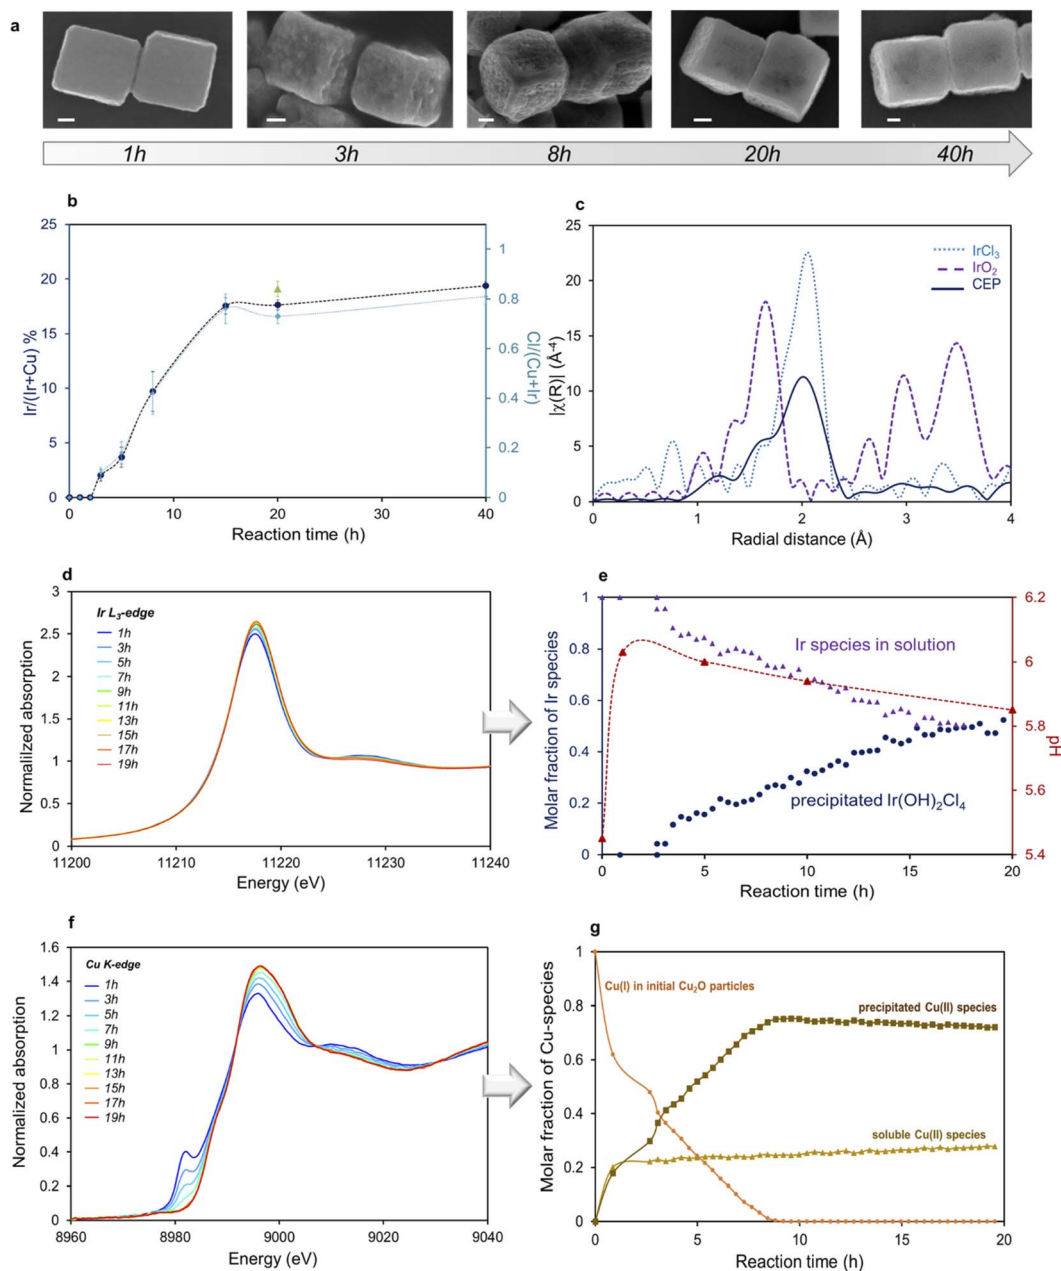 a
1h
3h
8h
20h
40h
b
c
25
20
15
10
5
0
Ir/(Ir+Cu) %
1
0.8
0.6
0.4
0.2
0
Cl/(Cu+Ir)
0
10
20
30
40
Reaction time (h)
25
20
15
10
5
0
|χ(R)| (Å⁻⁴)
IrCl₃
IrO₂
CEP
0
1
2
3
4
Radial distance (Å)
d
e
3
2.5
2
1.5
1
0.5
0
Normalized absorption
Ir L₃-edge
1h
3h
5h
7h
9h
11h
13h
15h
17h
19h
11200
11210
11220
11230
11240
Energy (eV)
1
0.8
0.6
0.4
0.2
0
Molar fraction of Ir species
Ir species in solution
precipitated Ir(OH)₂Cl₄
6.2
6
5.8
5.6
5.4
pH
0
5
10
15
20
Reaction time (h)
f
g
1.6
1.4
1.2
1
0.8
0.6
0.4
0.2
0
Normalized absorption
Cu K-edge
1h
3h
5h
7h
9h
11h
13h
15h
17h
19h
8960
8980
9000
9020
9040
Energy (eV)
1
0.8
0.6
0.4
0.2
0
Molar fraction of Cu-species
Cu(I) in initial Cu₂O particles
precipitated Cu(II) species
soluble Cu(II) species
0
5
10
15
20
Reaction time (h)